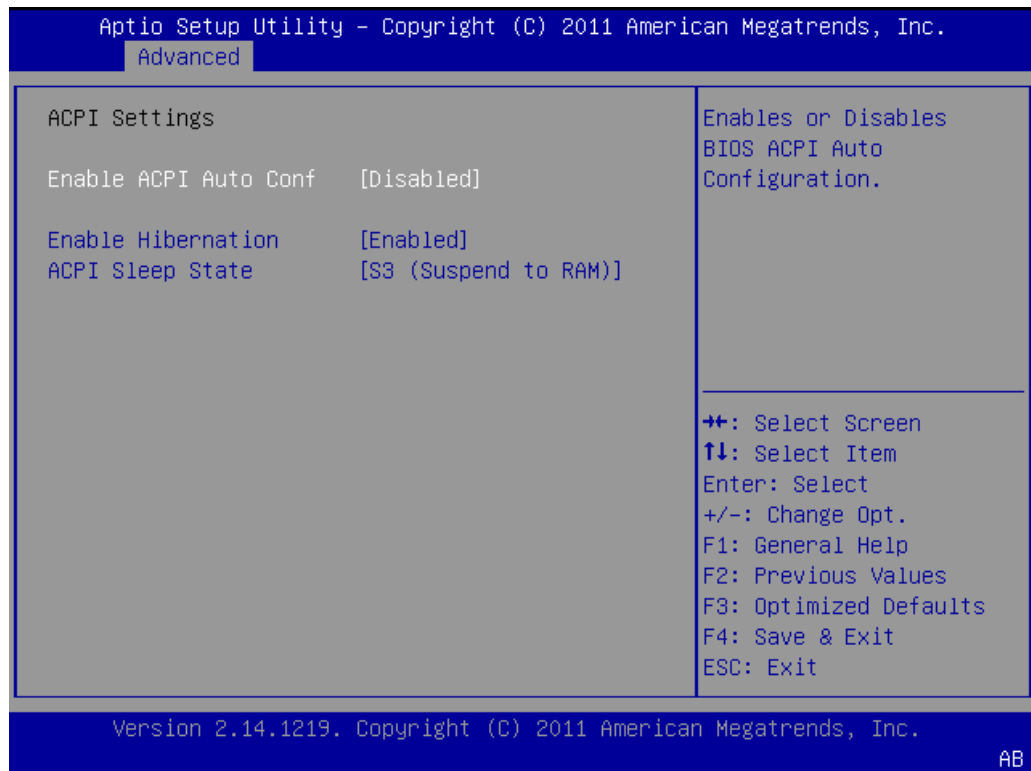 Aptio Setup Utility – Copyright (C) 2011 American Megatrends, Inc.
Advanced
ACPI Settings
Enable ACPI Auto Conf [Disabled]
Enable Hibernation [Enabled]
ACPI Sleep State [S3 (Suspend to RAM)]
Enables or Disables
BIOS ACPI Auto
Configuration.
→←: Select Screen
↑↓: Select Item
Enter: Select
+/-: Change Opt.
F1: General Help
F2: Previous Values
F3: Optimized Defaults
F4: Save & Exit
ESC: Exit
Version 2.14.1219. Copyright (C) 2011 American Megatrends, Inc.
AB